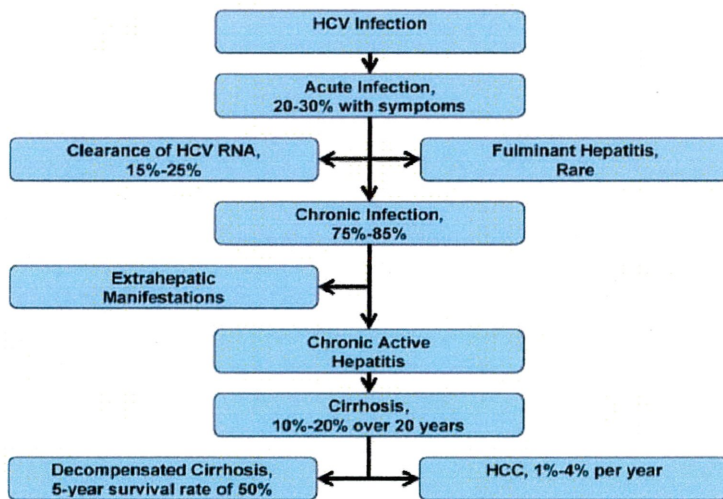 HCV Infection
Acute Infection,
20-30% with symptoms
Clearance of HCV RNA,
15%-25%
Fulminant Hepatitis,
Rare
Chronic Infection,
75%-85%
Extrahepatic
Manifestations
Chronic Active
Hepatitis
Cirrhosis,
10%-20% over 20 years
Decompensated Cirrhosis,
5-year survival rate of 50%
HCC, 1%-4% per year